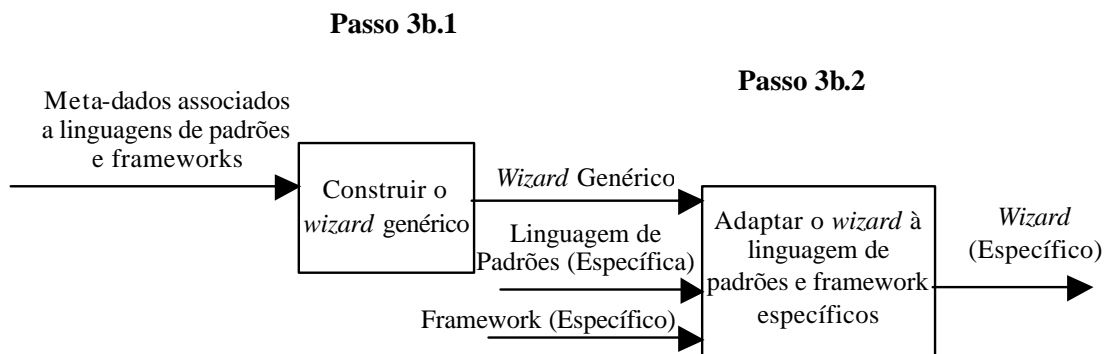 Passo 3b.1
Passo 3b.2
Meta-dados associados
a linguagens de padrões
e frameworks
Construir o
wizard genérico
Wizard Genérico
Linguagem de
Padrões (Específica)
Framework (Específico)
Adaptar o wizard à
linguagem de
padrões e framework
específicos
Wizard
(Específico)